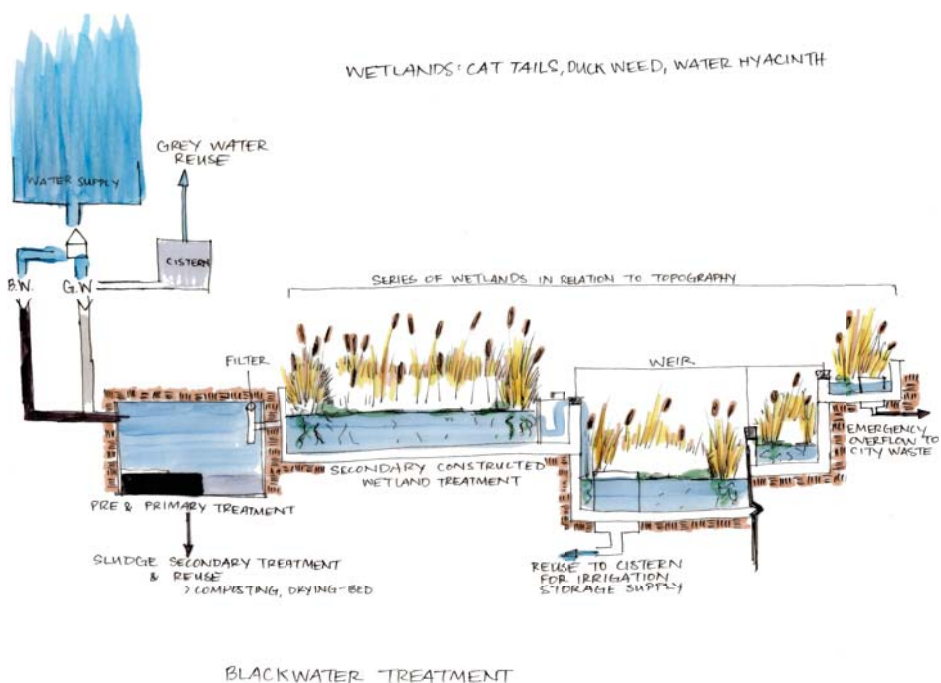 WETLANDS: CAT TAILS, DUCK WEED, WATER HYACINTH
GREY WATER
REUSE
WATER SUPPLY
CISTERN
B.W.
G.W
SERIES OF WETLANDS IN RELATION TO TOPOGRAPHY
FILTER
WEIR
EMERGENCY
OVERFLOW TO
CITY WASTE
SECONDARY CONSTRUCTED
WETLAND TREATMENT
PRE & PRIMARY TREATMENT
SLUDGE SECONDARY TREATMENT
& REUSE
> COMPOSTING, DRYING-BED
REUSE TO CISTERN
FOR IRRIGATION
STORAGE SUPPLY
BLACKWATER TREATMENT